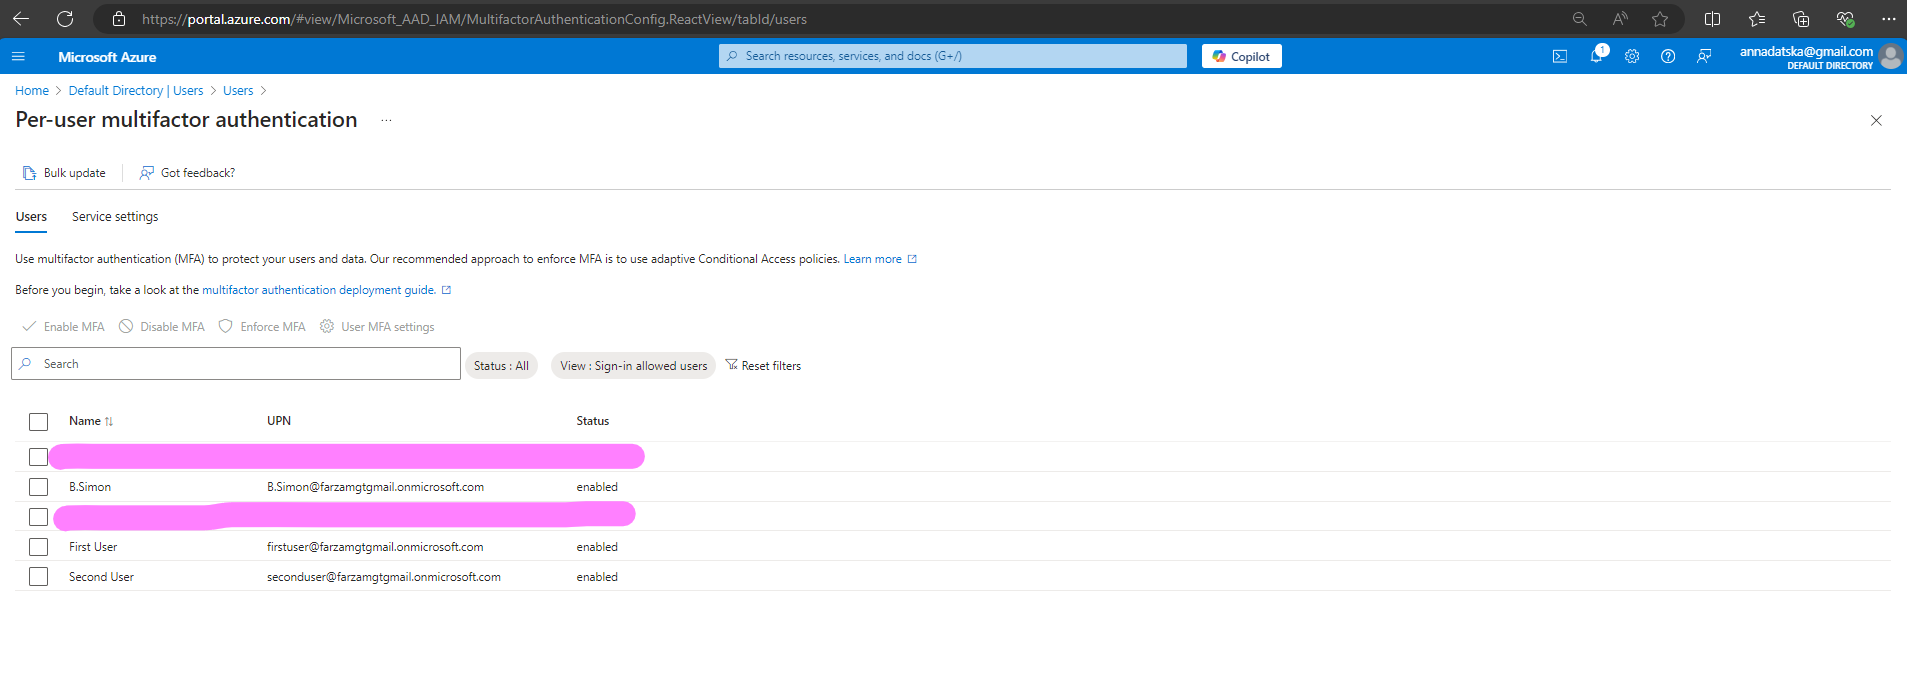 https://portal.azure.com/#view/Microsoft_AAD_IAM/MultifactorAuthenticationConfig.ReactView/tabId/users
Microsoft Azure
Search resources, services, and docs (G+/)
Copilot
1
annadatska@gmail.com
DEFAULT DIRECTORY
Home > Default Directory | Users > Users >
Per-user multifactor authentication ...
Bulk update
Got feedback?
Users
Service settings
Use multifactor authentication (MFA) to protect your users and data. Our recommended approach to enforce MFA is to use adaptive Conditional Access policies. Learn more
Before you begin, take a look at the multifactor authentication deployment guide.
Enable MFA
Disable MFA
Enforce MFA
User MFA settings
Search
Status : All
View : Sign-in allowed users
Reset filters
Name UPN Status
B.Simon B.Simon@farzamgtgmail.onmicrosoft.com enabled
First User firstuser@farzamgtgmail.onmicrosoft.com enabled
Second User seconduser@farzamgtgmail.onmicrosoft.com enabled